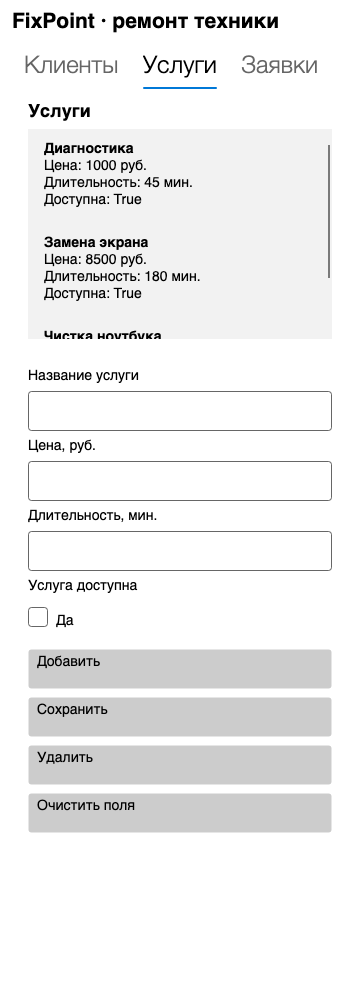 FixPoint · ремонт техники
Клиенты Услуги Заявки
Услуги
Диагностика
Цена: 1000 руб.
Длительность: 45 мин.
Доступна: True
Замена экрана
Цена: 8500 руб.
Длительность: 180 мин.
Доступна: True
Чистка ноутбука
Название услуги
Цена, руб.
Длительность, мин.
Услуга доступна
Да
Добавить
Сохранить
Удалить
Очистить поля